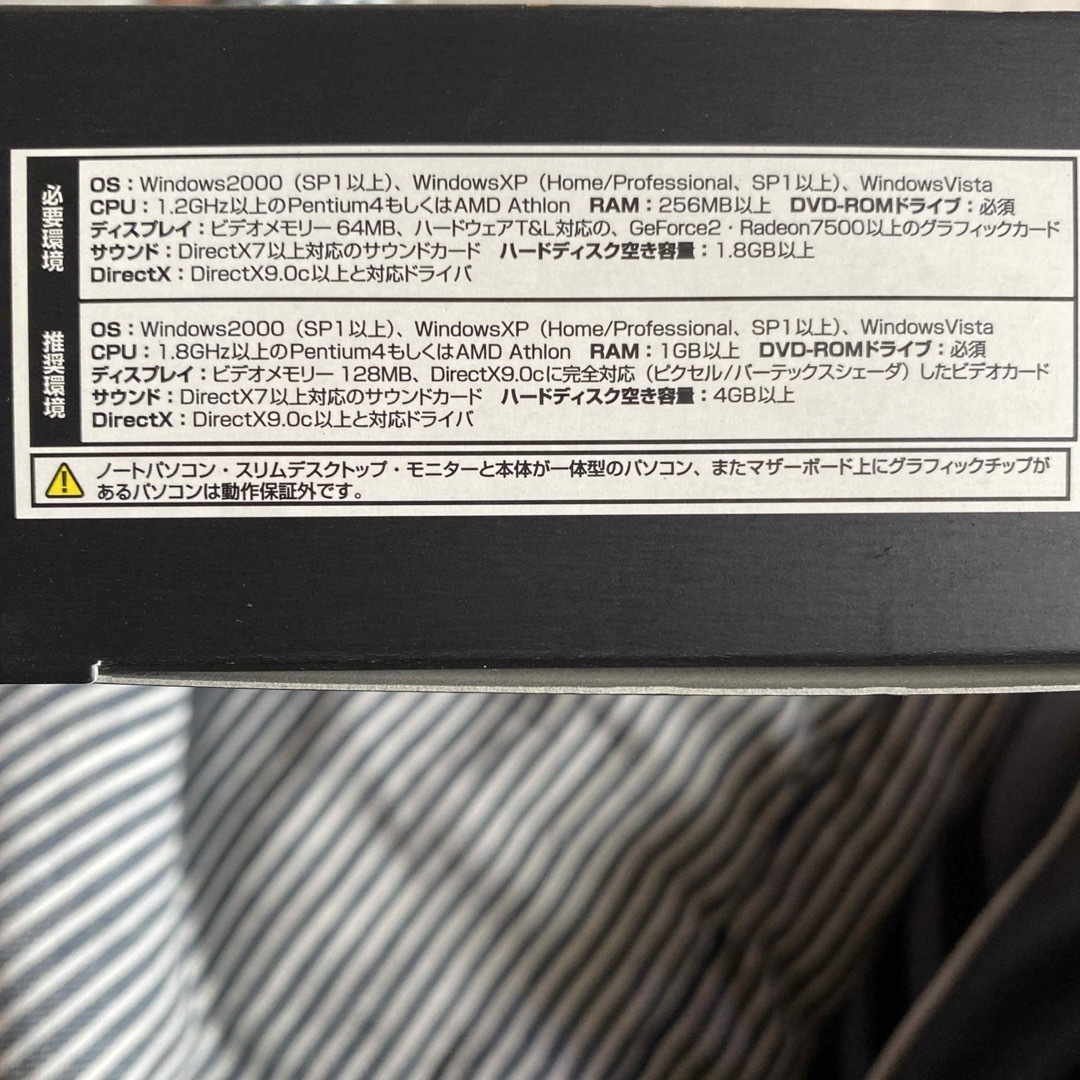 必要環境
OS：Windows2000（SP1以上）、WindowsXP（Home/Professional、SP1以上）、WindowsVista
CPU：1.2GHz以上のPentium4もしくはAMD Athlon　RAM：256MB以上　DVD-ROMドライブ：必須
ディスプレイ：ビデオメモリー 64MB、ハードウェアT&L対応の、GeForce2・Radeon7500以上のグラフィックカード
サウンド：DirectX7以上対応のサウンドカード　ハードディスク空き容量：1.8GB以上
DirectX：DirectX9.0c以上と対応ドライバ
推奨環境
OS：Windows2000（SP1以上）、WindowsXP（Home/Professional、SP1以上）、WindowsVista
CPU：1.8GHz以上のPentium4もしくはAMD Athlon　RAM：1GB以上　DVD-ROMドライブ：必須
ディスプレイ：ビデオメモリー 128MB、DirectX9.0cに完全対応（ピクセル/バーテックスシェーダ）したビデオカード
サウンド：DirectX7以上対応のサウンドカード　ハードディスク空き容量：4GB以上
DirectX：DirectX9.0c以上と対応ドライバ
ノートパソコン・スリムデスクトップ・モニターと本体が一体型のパソコン、またマザーボード上にグラフィックチップが
あるパソコンは動作保証外です。